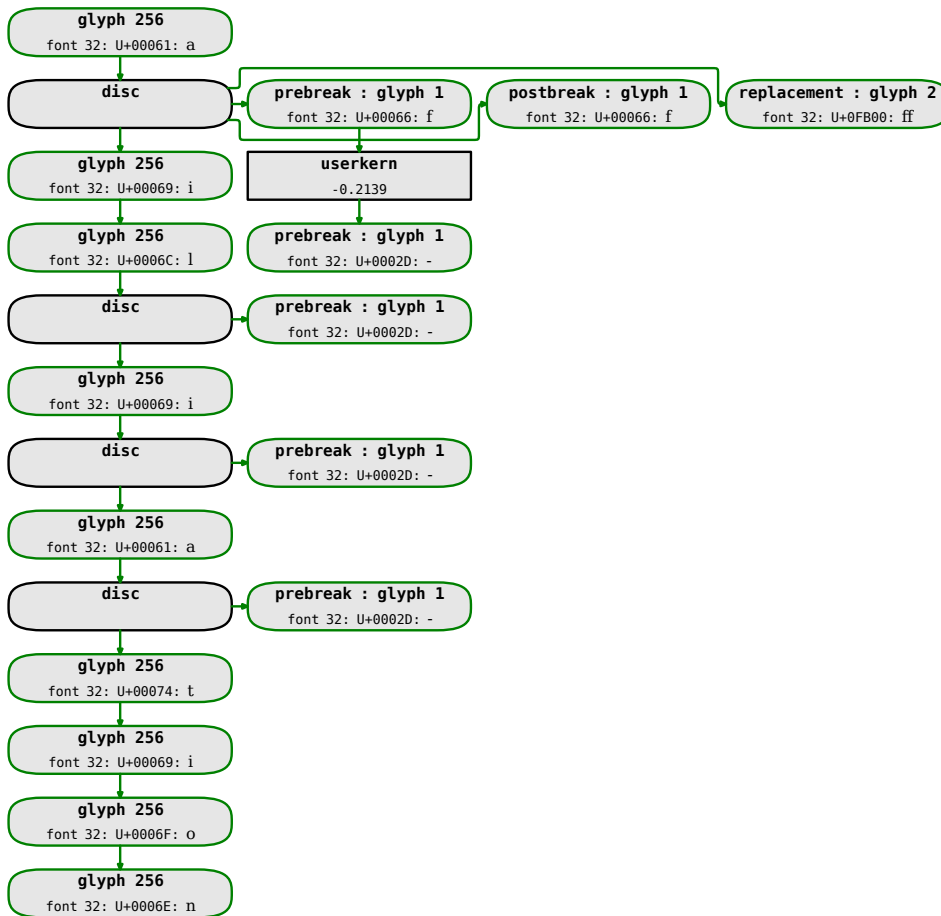 glyph 256
font 32: U+00061: a
disc
prebreak : glyph 1
font 32: U+00066: f
postbreak : glyph 1
font 32: U+00066: f
replacement : glyph 2
font 32: U+0FB00: ff
glyph 256
font 32: U+00069: i
userkern
-0.2139
glyph 256
font 32: U+0006C: l
prebreak : glyph 1
font 32: U+0002D: -
disc
prebreak : glyph 1
font 32: U+0002D: -
glyph 256
font 32: U+00069: i
disc
prebreak : glyph 1
font 32: U+0002D: -
glyph 256
font 32: U+00061: a
disc
prebreak : glyph 1
font 32: U+0002D: -
glyph 256
font 32: U+00074: t
glyph 256
font 32: U+00069: i
glyph 256
font 32: U+0006F: o
glyph 256
font 32: U+0006E: n